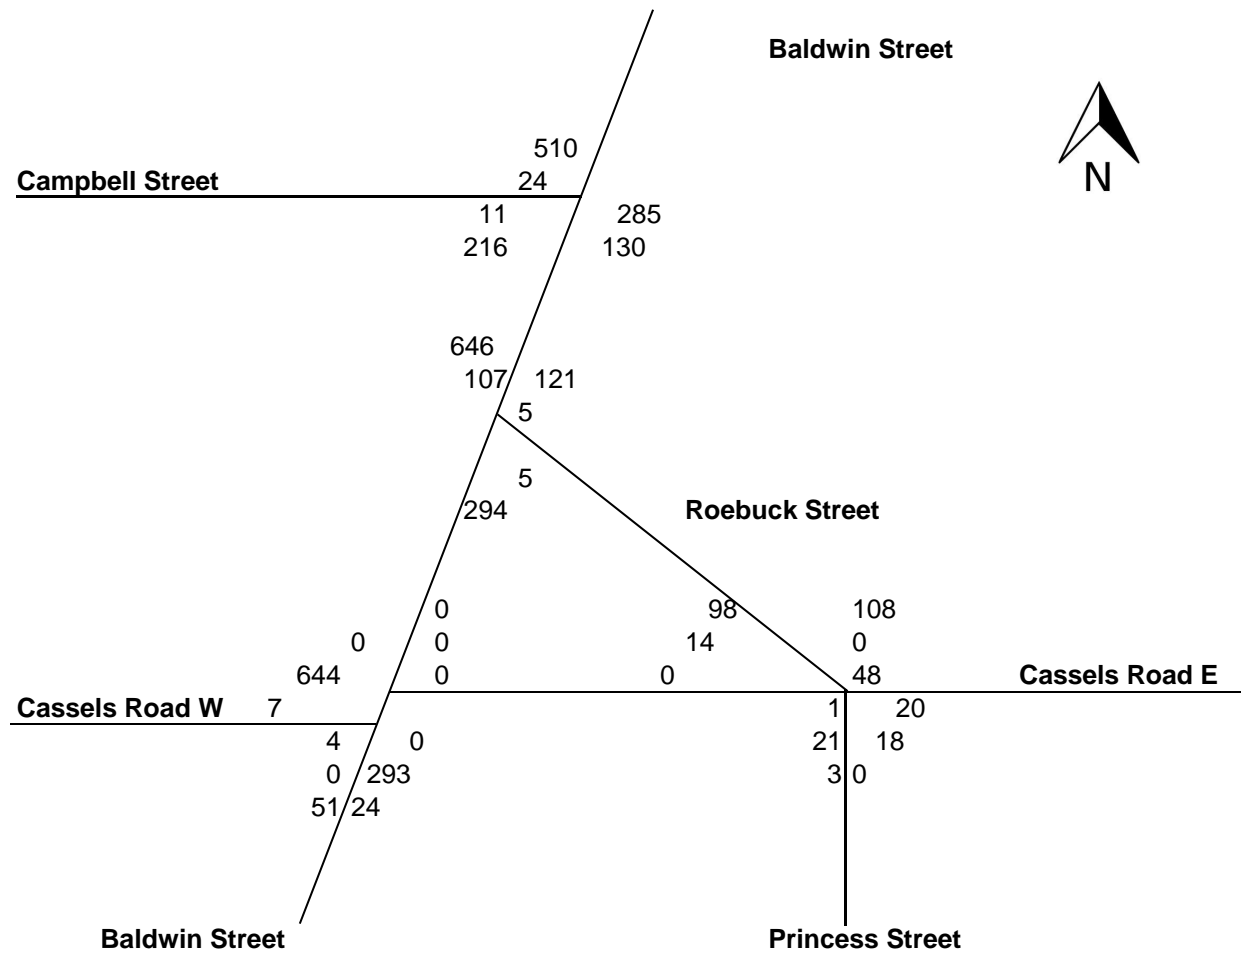 Baldwin Street
510
Campbell Street 24
N
11 285
216 130
646
107 121
5
5
294 Roebuck Street
0 98 108
0 0 14 0
644 0 0 48 Cassels Road E
Cassels Road W 7 1 20
4 0 21 18
0 293 3 0
51 24
Baldwin Street Princess Street